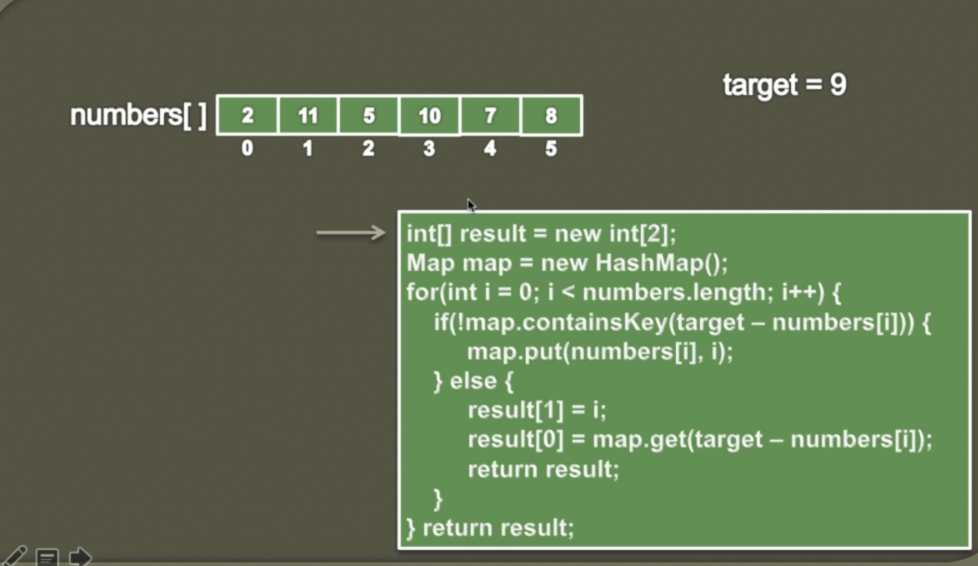 target = 9
numbers[ ] 2 11 5 10 7 8
0 1 2 3 4 5
int[] result = new int[2];
Map map = new HashMap();
for(int i = 0; i < numbers.length; i++) {
if(!map.containsKey(target – numbers[i])) {
map.put(numbers[i], i);
} else {
result[1] = i;
result[0] = map.get(target – numbers[i]);
return result;
}
} return result;